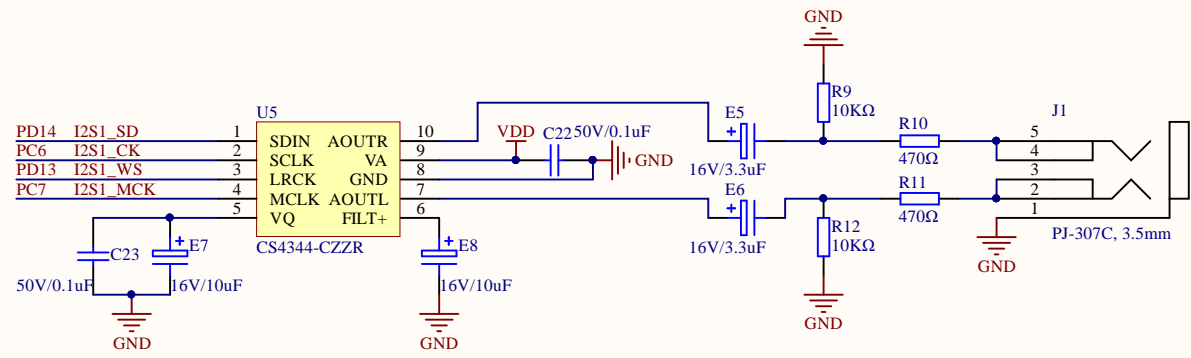 GND
U5
E5
R9
10KΩ
J1
PD14 I2S1_SD 1 SDIN AOUTR 10
VDD
C22 50V/0.1uF
R10
470Ω
5
PC6 I2S1_CK 2 SCLK VA 9
GND
16V/3.3uF
4
PD13 I2S1_WS 3 LRCK GND 8
E6
R11
470Ω
3
PC7 I2S1_MCK 4 MCLK AOUTL 7
2
5 VQ FILT+ 6
1
CS4344-CZZR
16V/3.3uF
R12
10KΩ
PJ-307C, 3.5mm
C23
E7
E8
GND
50V/0.1uF
16V/10uF
16V/10uF
GND
GND
GND